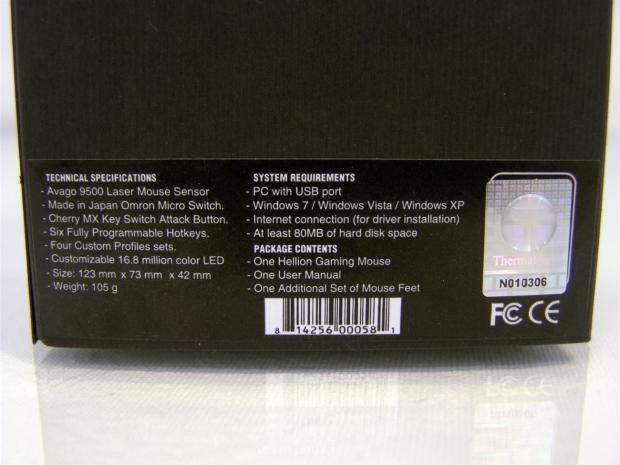 TECHNICAL SPECIFICATIONS
- Avago 9500 Laser Mouse Sensor
- Made in Japan Omron Micro Switch.
- Cherry MX Key Switch Attack Button.
- Six Fully Programmable Hotkeys.
- Four Custom Profiles sets.
- Customizable 16.8 million color LED
- Size: 123 mm x 73 mm x 42 mm
- Weight: 105 g
SYSTEM REQUIREMENTS
- PC with USB port
- Windows 7 / Windows Vista / Windows XP
- Internet connection (for driver installation)
- At least 80MB of hard disk space
PACKAGE CONTENTS
- One Hellion Gaming Mouse
- One User Manual
- One Additional Set of Mouse Feet
8 14256 00058 1
N010306
FC CE